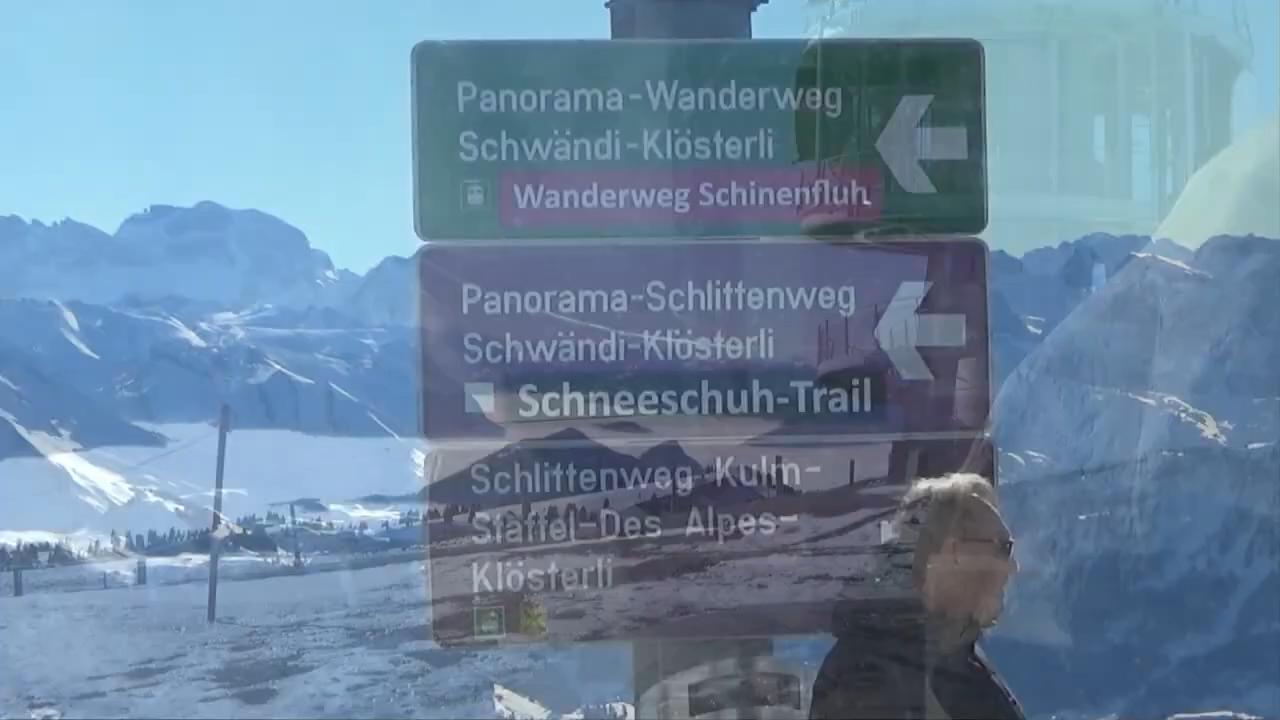 Panorama-Wanderweg
Schwändi-Klösterli
Wanderweg Schinenfluh
Panorama-Schlittenweg
Schwändi-Klösterli
Schneeschuh-Trail
Schlittenweg Kulm-
Staffel-Des Alpes-
Klösterli